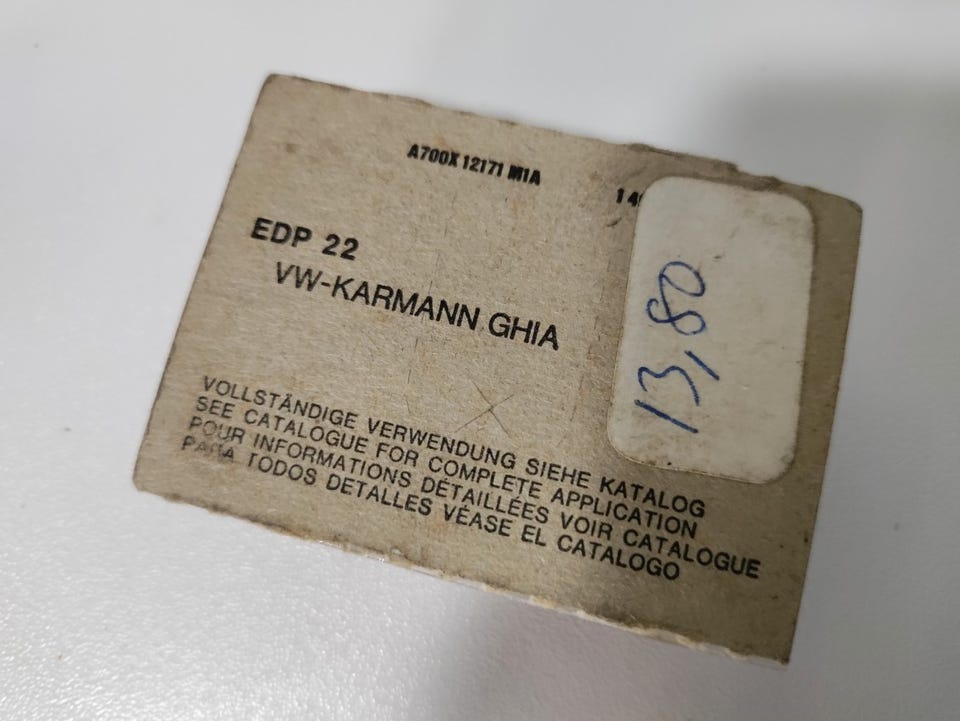 A700X 12171 M1A
14
EDP 22
VW-KARMANN GHIA
13,80
VOLLSTÄNDIGE VERWENDUNG SIEHE KATALOG
SEE CATALOGUE FOR COMPLETE APPLICATION
POUR INFORMATIONS DÉTAILLÉES VOIR CATALOGUE
PARA TODOS DETALLES VÉASE EL CATALOGO